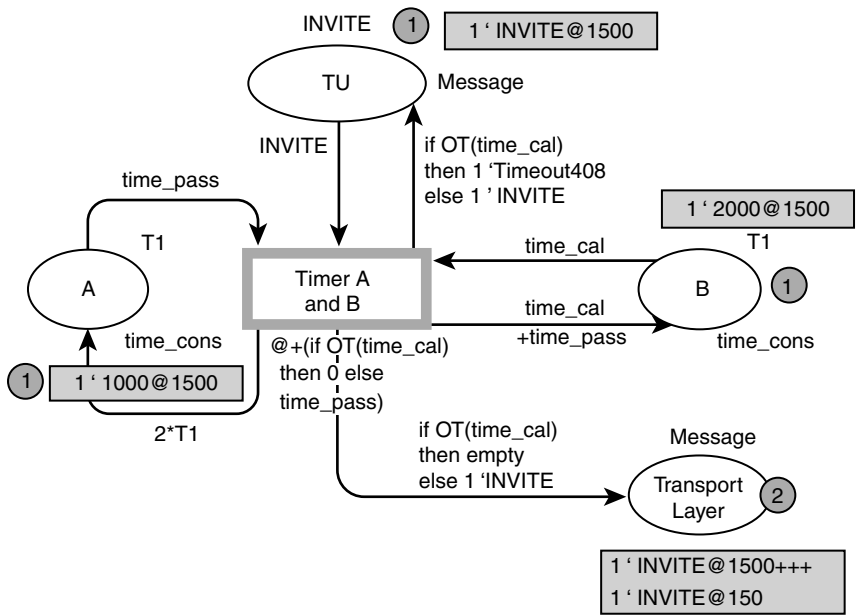 INVITE
1
1 ‘ INVITE@1500
TU
Message
INVITE
if OT(time_cal)
then 1 ‘Timeout408
else 1 ’ INVITE
time_pass
1 ‘ 2000@1500
T1
T1
time_cal
A
Timer A
and B
B
1
time_cal
+time_pass
time_cons
time_cons
@+(if OT(time_cal)
then 0 else
time_pass)
1
1 ‘ 1000@1500
2*T1
if OT(time_cal)
then empty
else 1 ‘INVITE
Message
Transport
Layer
2
1 ‘ INVITE@1500+++
1 ‘ INVITE@150